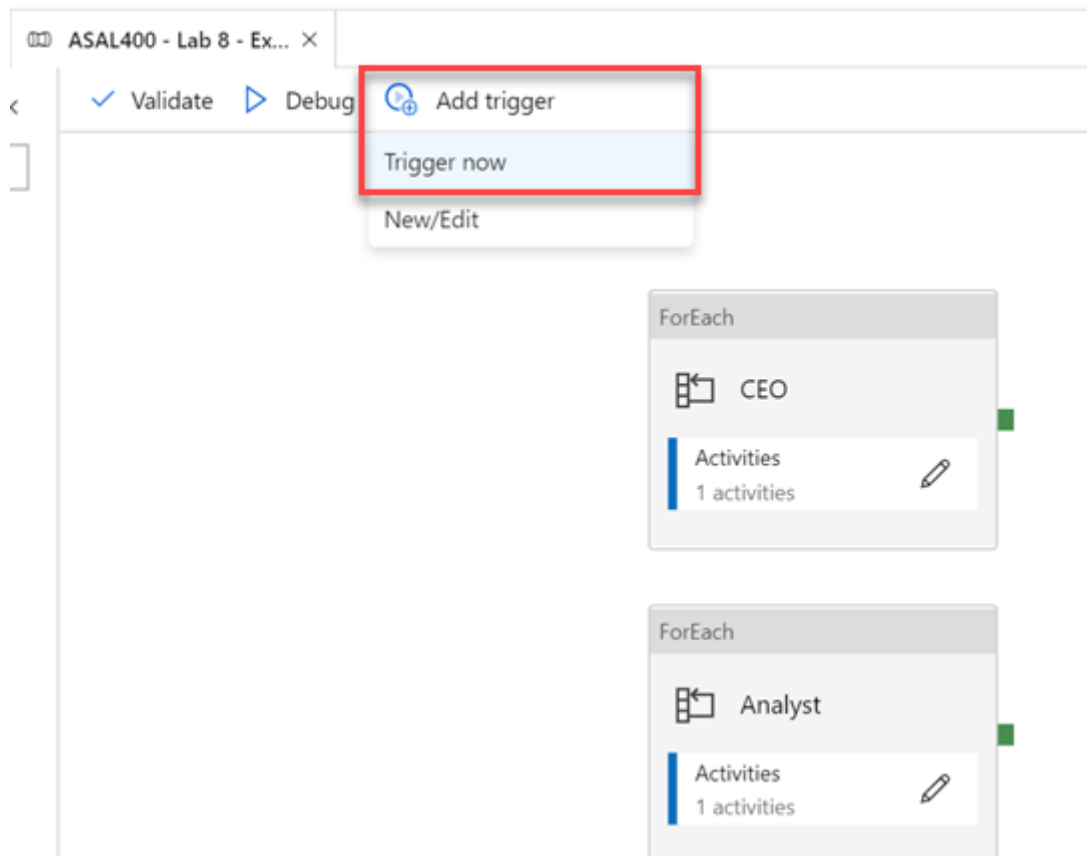 ASAL400 - Lab 8 - Ex...
Validate Debug Add trigger
Trigger now
New/Edit
ForEach
CEO
Activities
1 activities
ForEach
Analyst
Activities
1 activities